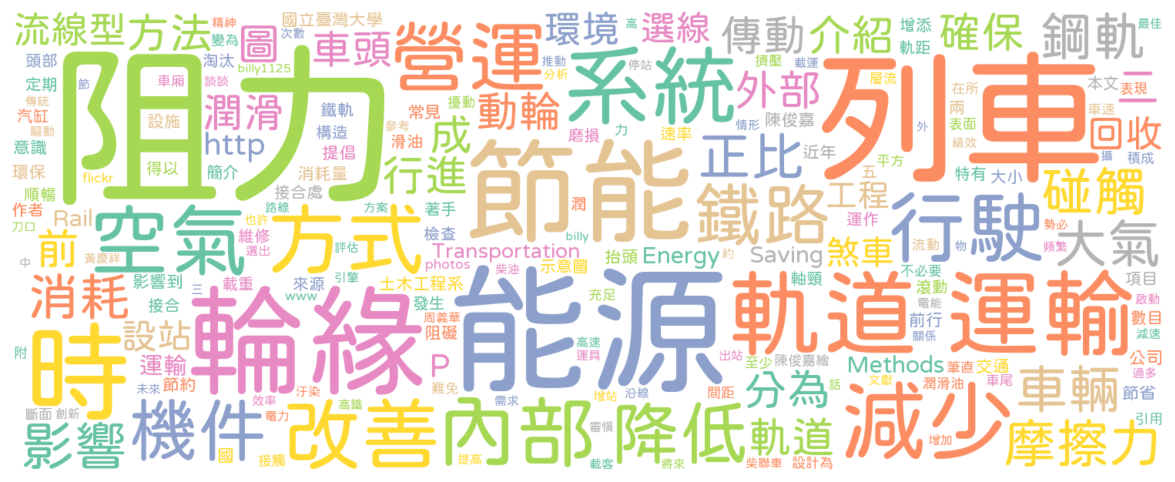 流線型 方法 變為 精神 國立臺灣大學 次數 車頭 圖 營運 環境 選線 傳動 介紹 增添 軌距 確保 鋼軌 高 最佳
頭部 淘汰 billy1125 推動 分析 停站 擠壓 載運 層流 本文 在所 二 表現
定期 車廂 談談 系統 列車 兩 車速
阻力 潤滑 鐵軌 常見 擾動 動輪 外部 陳俊嘉 情形 表面 回收
傳統 汽缸 節 設施 構造 參考 成 滑油 磨損 力 速率 外 績效
驅動 意識 http 提倡 正比 近年 平方 攝 積成
環保 得以 簡介 消耗量 行進 節能 五 特有 大小 碰觸
flickr 接合處 潤 鐵路 工程
順暢 路線 方案 著手 運作 行駛 勢必
作者 Rail 空氣 方式 billy 約 大氣
刀口 也許 維修 檢查 Transportation 抬頭 Energy Saving 煞車 流動 物 頻繁
前 選出 評估 photos 示意圖 軸頸 不必要 項目
中 黃慶祥 影響到 載重 來源 引擎 柴油 土木工程系 滾動 電能 啟動
消耗 三 www 發生 能源 充足 軌道運輸 前行 數目
接合 輪緣 周義華 關係 減速
時 設站 阻礙
附 運輸 P 高速 出站 至少 陳俊嘉繪 Methods 筆直 交通 公司
節約 難免 運具 分為 話 潤滑油 車尾 過多
未來 效率 汙染 需求 增站 沿線 間距 文獻 減少 車輛 節省
斷面 創新 機件 高鐵 改善 內部 審慎 降低 軌道 引用
影響 電力 增加 摩擦力
國 接觸 提高 載客 將來 柴聯車 設計為